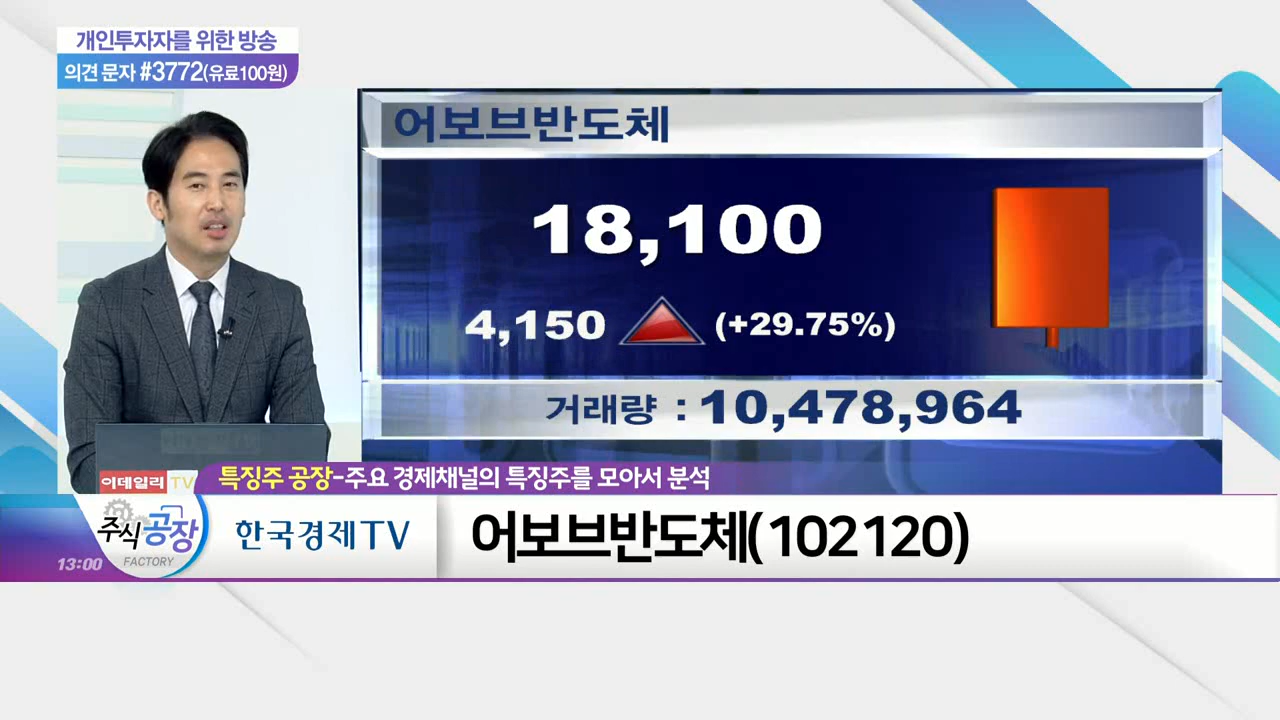 개인투자자를 위한 방송
의견 문자 #3772(유료100원)
어보브반도체
18,100
4,150 (+29.75%)
거래량 : 10,478,964
이데일리TV
특징주 공장-주요 경제채널의 특징주를 모아서 분석
주식공장
FACTORY
13:00
한국경제TV
어보브반도체(102120)